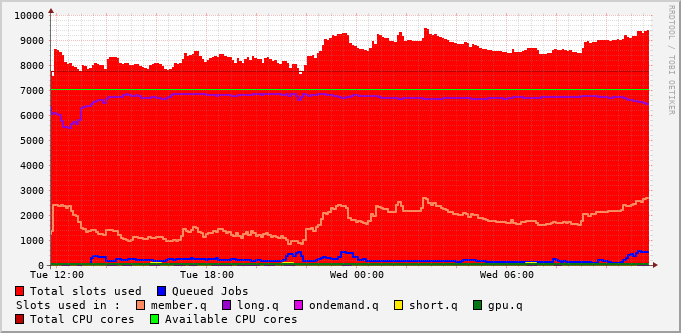 10000
9000
8000
7000
6000
5000
4000
3000
2000
1000
0
Tue 12:00 Tue 18:00 Wed 00:00 Wed 06:00
RRDTOOL / TOBI OETIKER
Total slots used Queued Jobs
Slots used in : member.q long.q ondemand.q short.q gpu.q
Total CPU cores Available CPU cores